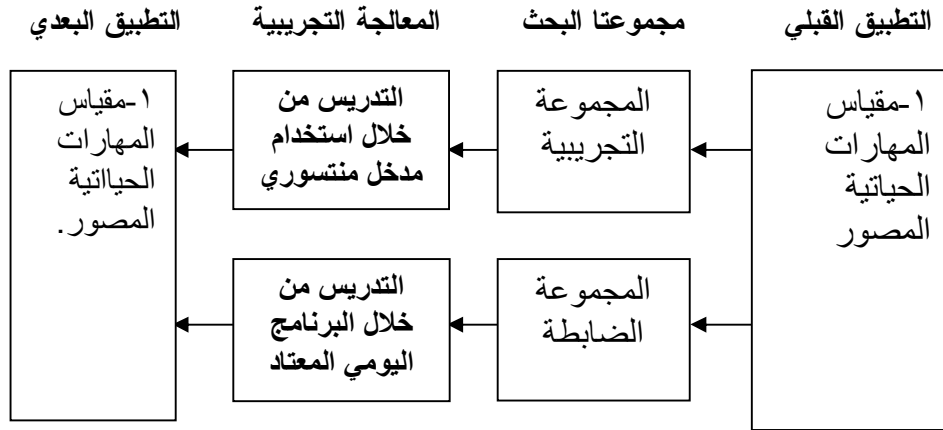 التطبيق القبلي
مجموعتا البحث
المعالجة التجريبية
التطبيق البعدي
١-مقياس
المهارات
الحياتية
المصور
المجموعة
التجريبية
التدريس من
خلال استخدام
مدخل منتسوري
١-مقياس
المهارات
الحيااتية
المصور.
المجموعة
الضابطة
التدريس من
خلال البرنامج
اليومي المعتاد